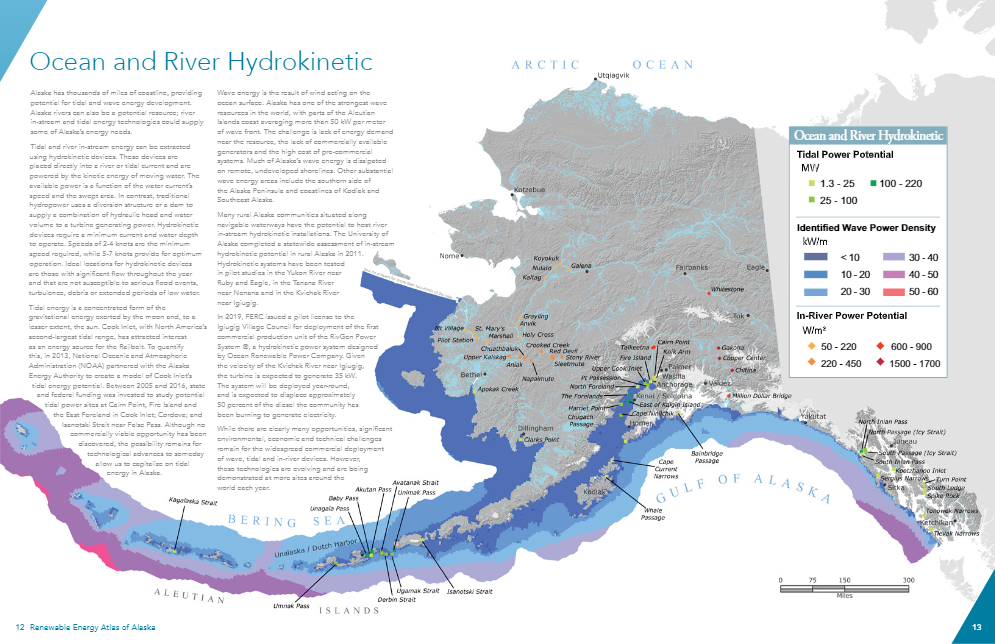 Ocean and River Hydrokinetic
Alaska has thousands of miles of coastline, providing
potential for tidal and wave energy development.
Alaska rivers can also be a potential resource; river
in-stream and tidal energy technologies could supply
some of Alaska's energy needs.
Tidal and river in-stream energy can be extracted
using hydrokinetic devices. These devices are
placed directly into a river or tidal current and are
powered by the kinetic energy of moving water. The
available power is a function of the water current's
speed and the swept area. In contrast, traditional
hydropower uses a diversion structure or a dam to
supply a combination of hydraulic head and water
volume to a turbine generating power. Hydrokinetic
devices require a minimum current and water depth
to operate. Speeds of 2-4 knots are the minimum
speed required, while 5-7 knots provide for optimum
operation. Ideal locations for hydrokinetic devices
are those with significant flow throughout the year
and that are not susceptible to serious flood events,
turbulence, debris or extended periods of low water.
Tidal energy is a concentrated form of the
gravitational energy exerted by the moon and, to a
lesser extent, the sun. Cook Inlet, with North America's
second-largest tidal range, has attracted interest
as an energy source for the Railbelt. To quantify
this, in 2013, National Oceanic and Atmospheric
Administration (NOAA) partnered with the Alaska
Energy Authority to create a model of Cook Inlet's
tidal energy potential. Between 2005 and 2016, state
and federal funding was invested to study potential
tidal power sites at Cairn Point, Fire Island and
the East Foreland in Cook Inlet; Cordova; and
Isanotski Strait near False Pass. Although no
commercially viable opportunity has been
discovered, the possibility remains for
technological advances to someday
allow us to capitalize on tidal
energy in Alaska.
Wave energy is the result of wind acting on the
ocean surface. Alaska has one of the strongest wave
resources in the world, with parts of the Aleutian
Islands coast averaging more than 50 kW per meter
of wave front. The challenge is lack of energy demand
near the resource, the lack of commercially available
generators and the high cost of pre-commercial
systems. Much of Alaska's wave energy is dissipated
on remote, undeveloped shorelines. Other substantial
wave energy areas include the southern side of
the Alaska Peninsula and coastlines of Kodiak and
Southeast Alaska.
Many rural Alaska communities situated along
navigable waterways have the potential to host river
in-stream hydrokinetic installations. The University of
Alaska completed a statewide assessment of in-stream
hydrokinetic potential in rural Alaska in 2011.
Hydrokinetic systems have been tested
in pilot studies in the Yukon River near
Ruby and Eagle, in the Tanana River
near Nenana and in the Kvichak River
near Igiugig.
In 2019, FERC issued a pilot license to the
Igiugig Village Council for deployment of the first
commercial production unit of the RivGen Power
System ®, a hydrokinetic power system designed
by Ocean Renewable Power Company. Given
the velocity of the Kvichak River near Igiugig,
the turbine is expected to generate 35 kW.
The system will be deployed year-round,
and is expected to displace approximately
50 percent of the diesel the community has
been burning to generate electricity.
While there are clearly many opportunities, significant
environmental, economic and technical challenges
remain for the widespread commercial deployment
of wave, tidal and in-river devices. However,
these technologies are evolving and are being
demonstrated at more sites around the
world each year.
ARCTIC OCEAN
Utqiagvik
Kotzebue
Nome
Koyokuk
Nulato
Galena
Kaltag
Fairbanks
Eagle
Whitestone
Tok
Grayling
Anvik
Mt Village
St. Mary's
Pilot Station
Marshall
Holy Cross
Crooked Creek
Chuathbaluk
Red Devil
Upper Kalskag
Stony River
Sleetmute
Aniak
Napaimute
Bethel
Apokak Creek
Dillingham
Clarks Point
Talkeetna
Cairn Point
Fire Island
Knik Arm
Upper Cook Inlet
Palmer
Wasilla
Pt Possession
Anchorage
North Foreland
The Forelands
Kenai / Soldotna
Harriet Point
East of Kalgin Island
Chugach
Passage
Cape Ninilchik
Homer
Gakona
Copper Center
Chitina
Valdez
Million Dollar Bridge
Yakutat
Bainbridge
Passage
Cape
Current
Narrows
Kodiak
Whale
Passage
GULF OF ALASKA
North Inian Pass
North Passage (Icy Strait)
Juneau
South Passage (Icy Strait)
South Inian Pass
Kootznahoo Inlet
Sergius Narrows
Turn Point
Sitka
South Ledge
Spike Rock
Tonowek Narrows
Ketchikan
Tlevak Narrows
BERING SEA
Kagalaska Strait
Avatanak Strait
Akutan Pass
Unimak Pass
Baby Pass
Unagala Pass
Unalaska / Dutch Harbor
Ugamak Strait
Isanotski Strait
Derbin Strait
Umnak Pass
ALEUTIAN
ISLANDS
Ocean and River Hydrokinetic
Tidal Power Potential
MW
1.3 - 25
100 - 220
25 - 100
Identified Wave Power Density
kW/m
< 10
30 - 40
10 - 20
40 - 50
20 - 30
50 - 60
In-River Power Potential
W/m²
50 - 220
600 - 900
220 - 450
1500 - 1700
0 75 150 300
Miles
12 Renewable Energy Atlas of Alaska
13